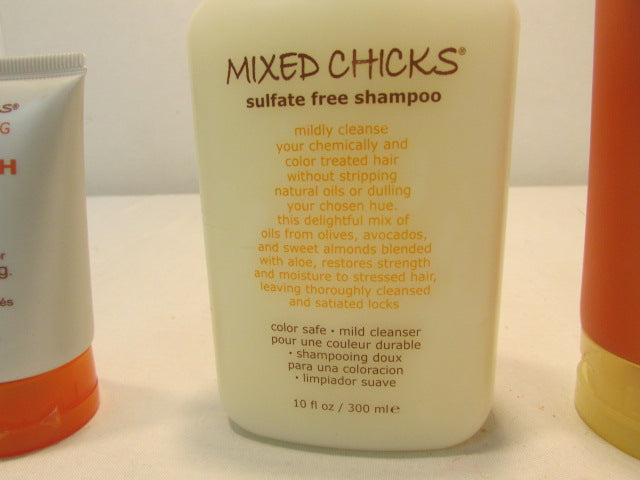 MIXED CHICKS®
sulfate free shampoo
mildly cleanse
your chemically and
color treated hair
without stripping
natural oils or dulling
your chosen hue.
this delightful mix of
oils from olives, avocados,
and sweet almonds blended
with aloe, restores strength
and moisture to stressed hair,
leaving thoroughly cleansed
and satiated locks
color safe • mild cleanser
pour une couleur durable
• shampooing doux
para una coloracion
• limpiador suave
10 fl oz / 300 ml e
KS®
G
H
r
g.
és